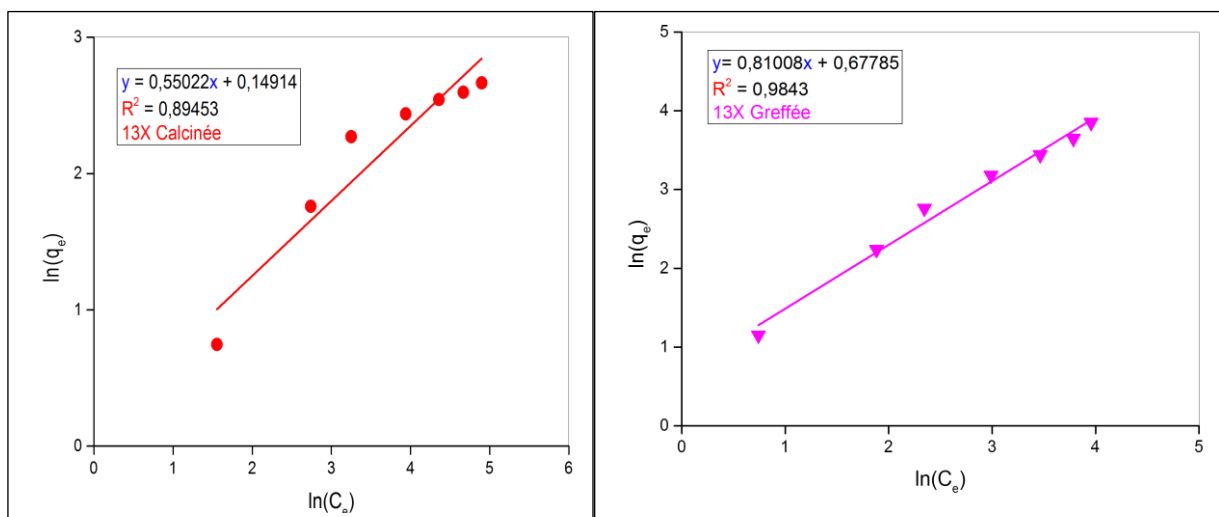 3
2
1
0
y = 0,55022x + 0,14914
R² = 0,89453
13X Calcinée
ln(qe)
0 1 2 3 4 5 6
ln(Ce)
5
4
3
2
1
0
y= 0,81008x + 0,67785
R² = 0,9843
13X Greffée
ln(qe)
0 1 2 3 4 5
ln(Ce)